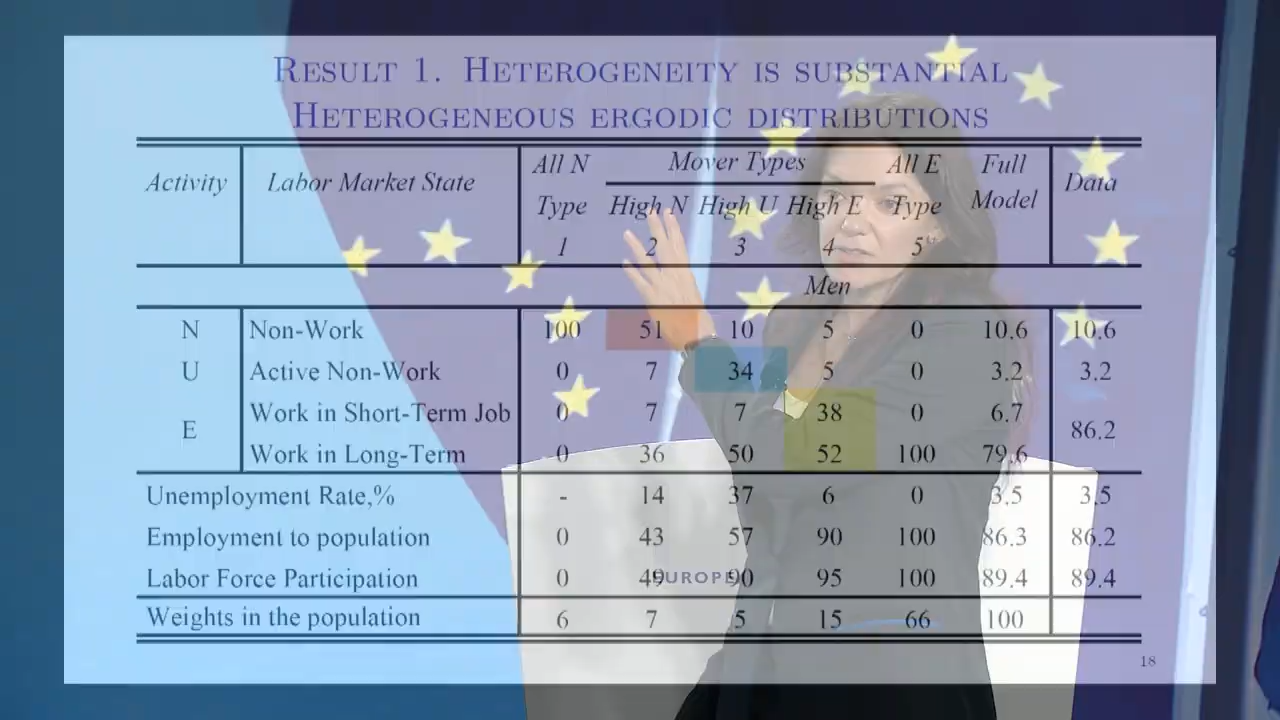 RESULT 1. HETEROGENEITY IS SUBSTANTIAL
HETEROGENEOUS ERGODIC DISTRIBUTIONS
Activity Labor Market State All N Type 1 Mover Types High N 2 High U 3 High E 4 All E Type 5 Full Model Data
Men
N Non-Work 100 51 10 5 0 10.6 10.6
U Active Non-Work 0 7 34 5 0 3.2 3.2
E Work in Short-Term Job 0 7 7 38 0 6.7 86.2
Work in Long-Term 0 36 50 52 100 79.6
Unemployment Rate,% - 14 37 6 0 3.5 3.5
Employment to population 0 43 57 90 100 86.3 86.2
Labor Force Participation 0 49 90 95 100 89.4 89.4
Weights in the population 6 7 5 15 66 100
EUROPE
18